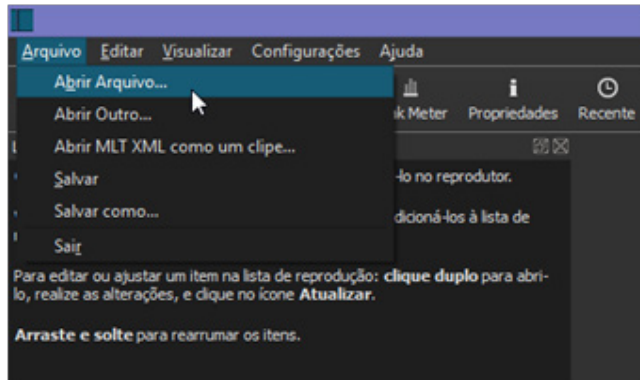 Arquivo Editar Visualizar Configurações Ajuda
Abrir Arquivo...
Abrir Outro...
Meter Propriedades Recente
Abrir MLT XML como um clipe...
Salvar
-lo no reprodutor.
Salvar como...
à lista de
Sair
Para editar ou ajustar um item na lista de reprodução: clique duplo para abri-
lo, realize as alterações, e clique no ícone Atualizar.
Arraste e solte para rearrumar os itens.